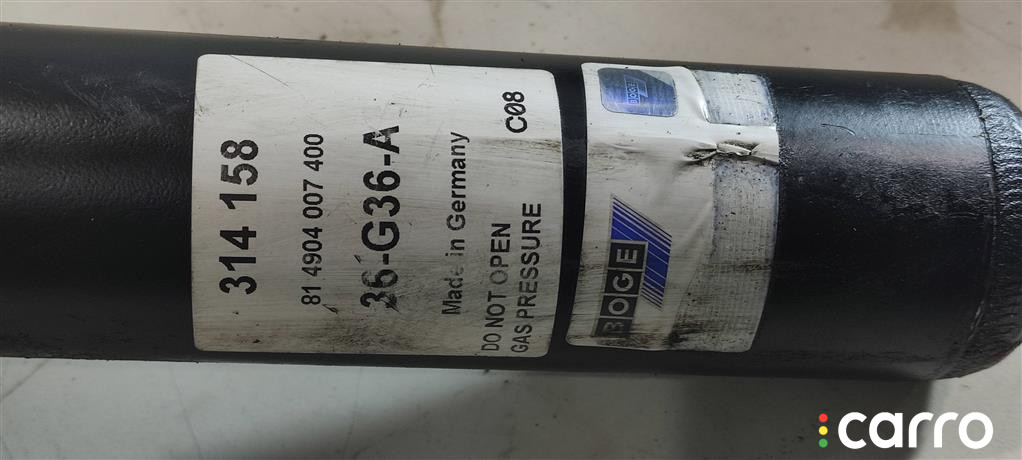 314 158
81 4904 007 400
36-G36-A
Made in Germany
DO NOT OPEN
GAS PRESSURE
C08
BOGE
BOGE
carro